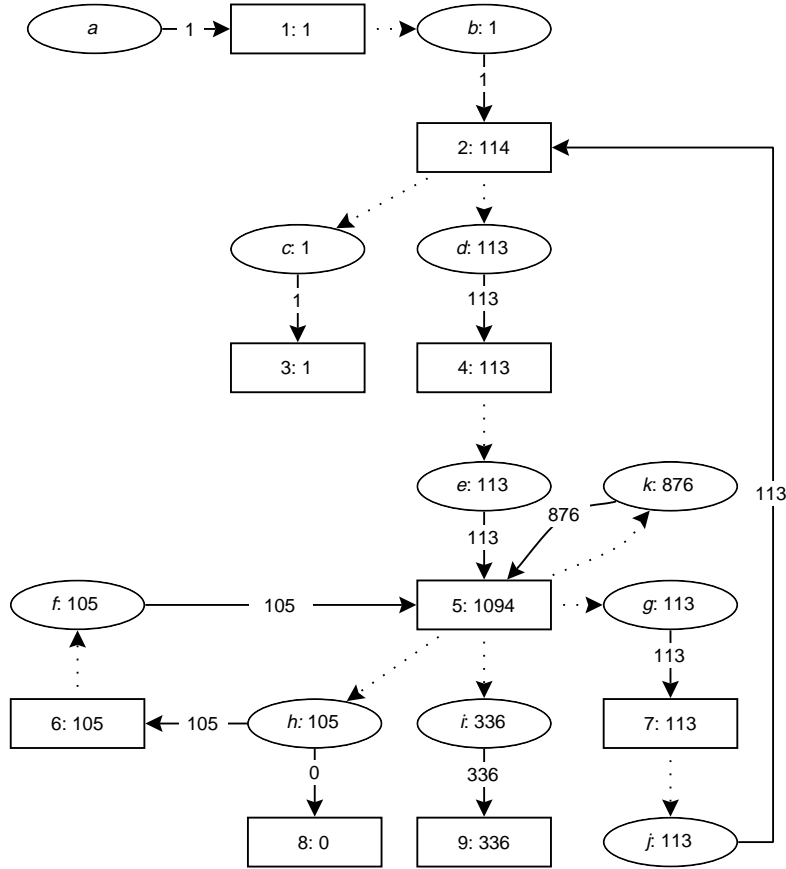 a
1
1: 1
b: 1
1
2: 114
c: 1
d: 113
1
113
3: 1
4: 113
e: 113
k: 876
113
876
113
f: 105
105
5: 1094
g: 113
113
6: 105
105
h: 105
i: 336
7: 113
0
336
8: 0
9: 336
j: 113